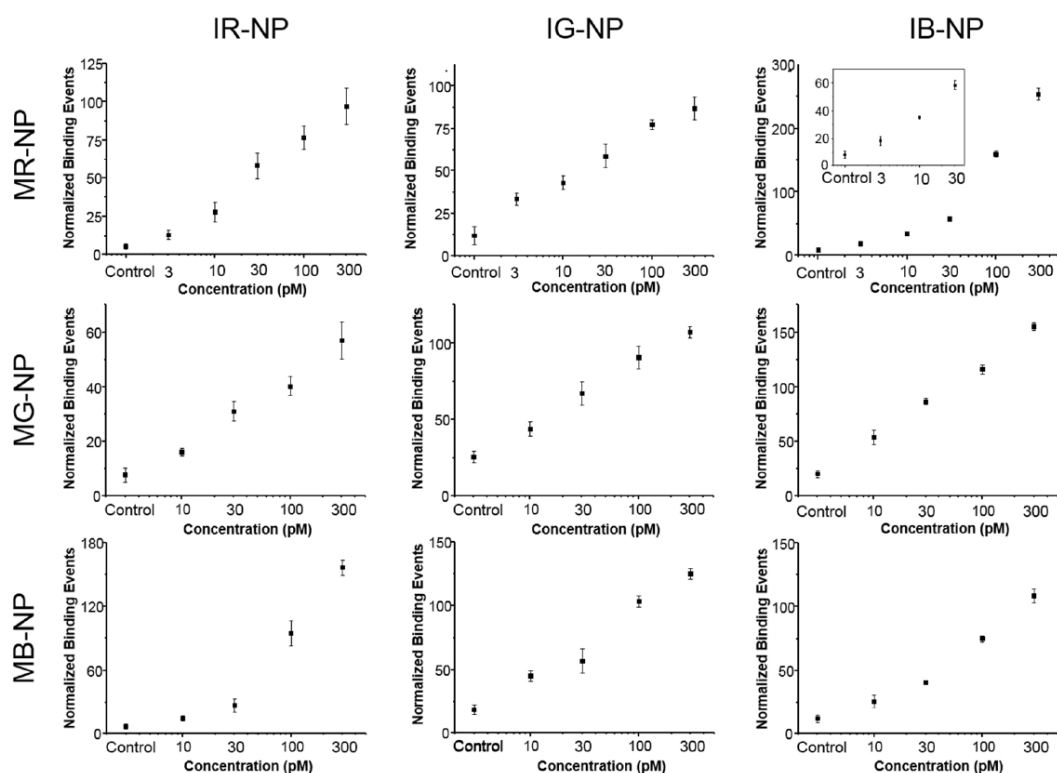 IR-NP IG-NP IB-NP
MR-NP
Normalized Binding Events
125
100
75
50
25
0
Control 3 10 30 100 300
Concentration (pM)
Normalized Binding Events
100
75
50
25
0
Control 3 10 30 100 300
Concentration (pM)
Normalized Binding Events
300
200
100
0
60
40
20
0
Control 3 10 30
Control 3 10 30 100 300
Concentration (pM)
MG-NP
Normalized Binding Events
60
40
20
0
Control 10 30 100 300
Concentration (pM)
Normalized Binding Events
100
50
0
Control 10 30 100 300
Concentration (pM)
Normalized Binding Events
150
100
50
0
Control 10 30 100 300
Concentration (pM)
MB-NP
Normalized Binding Events
180
120
60
0
Control 10 30 100 300
Concentration (pM)
Normalized Binding Events
150
100
50
0
Control 10 30 100 300
Concentration (pM)
Normalized Binding Events
150
100
50
0
Control 10 30 100 300
Concentration (pM)